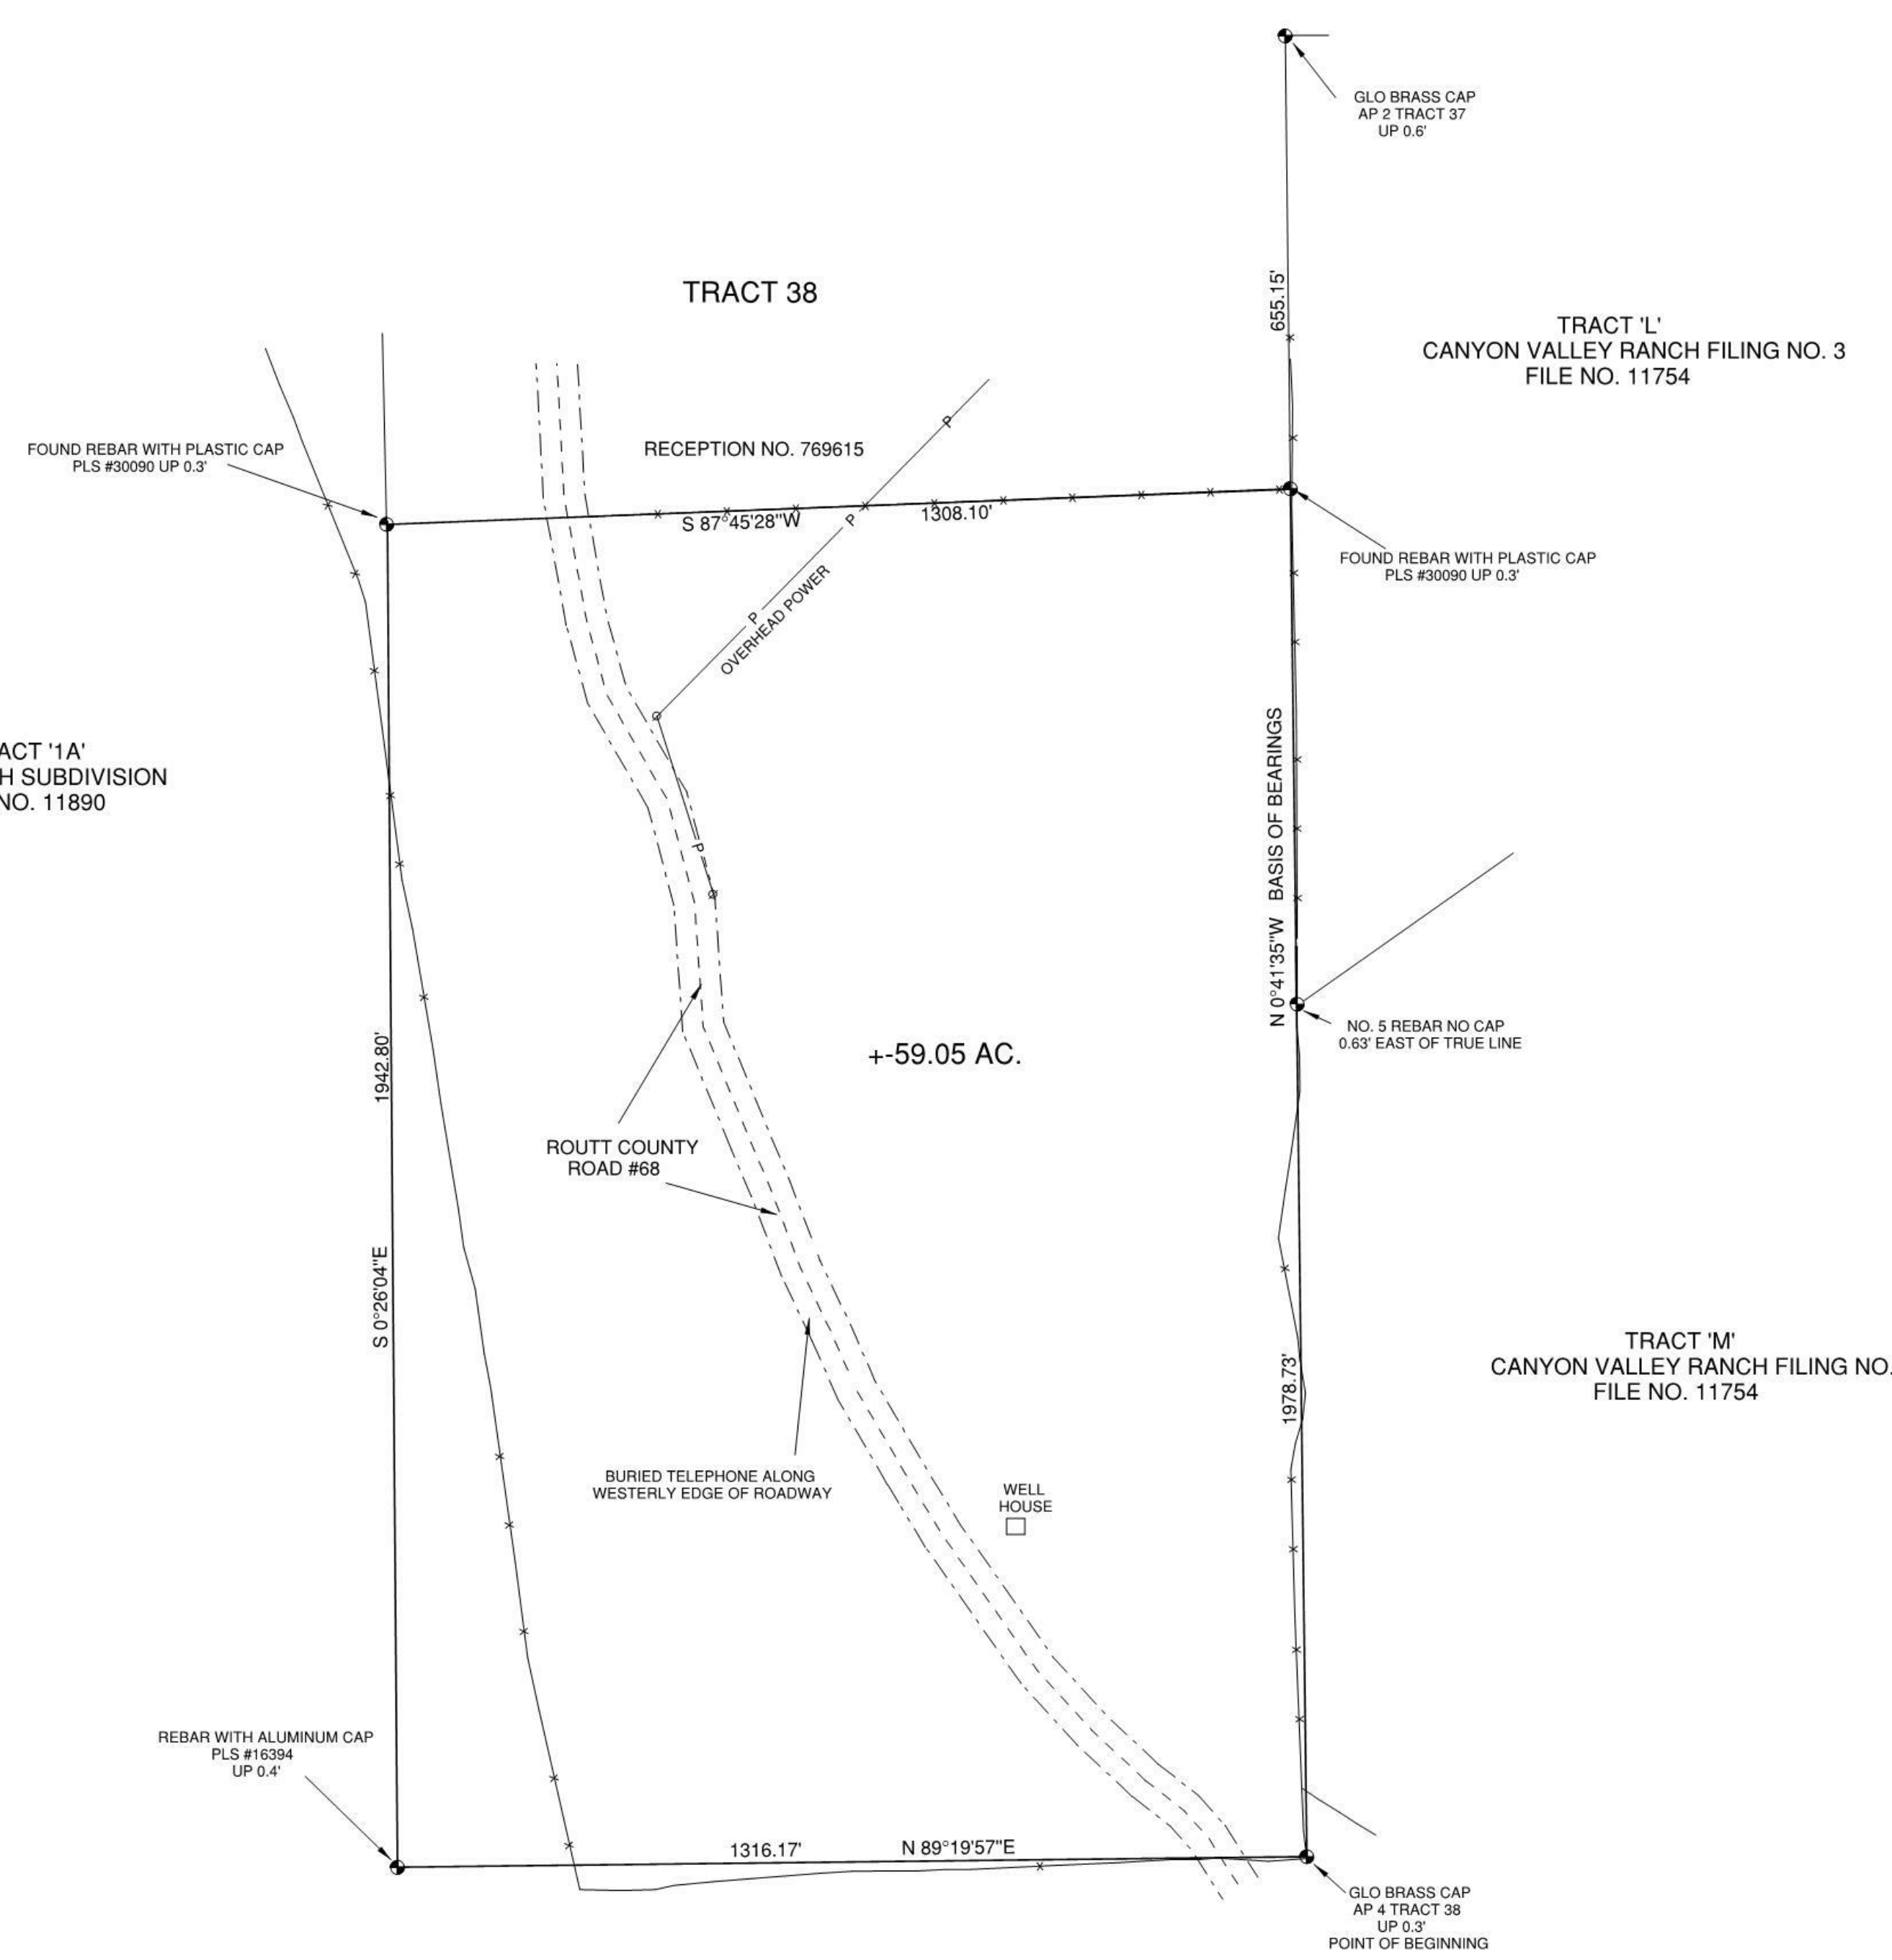 GLO BRASS CAP
AP 2 TRACT 37
UP 0.6'
655.15'
TRACT 38
TRACT 'L'
CANYON VALLEY RANCH FILING NO. 3
FILE NO. 11754
FOUND REBAR WITH PLASTIC CAP
PLS #30090 UP 0.3'
RECEPTION NO. 769615
P
S 87°45'28"W
P
1308.10'
FOUND REBAR WITH PLASTIC CAP
PLS #30090 UP 0.3'
P
OVERHEAD POWER
ACT '1A'
H SUBDIVISION
NO. 11890
P
N 0°41'35"W BASIS OF BEARINGS
NO. 5 REBAR NO CAP
0.63' EAST OF TRUE LINE
+-59.05 AC.
1942.80'
ROUTT COUNTY
ROAD #68
S 0°26'04"E
TRACT 'M'
CANYON VALLEY RANCH FILING NO.
FILE NO. 11754
1978.73'
BURIED TELEPHONE ALONG
WESTERLY EDGE OF ROADWAY
WELL
HOUSE
REBAR WITH ALUMINUM CAP
PLS #16394
UP 0.4'
1316.17' N 89°19'57"E
GLO BRASS CAP
AP 4 TRACT 38
UP 0.3'
POINT OF BEGINNING